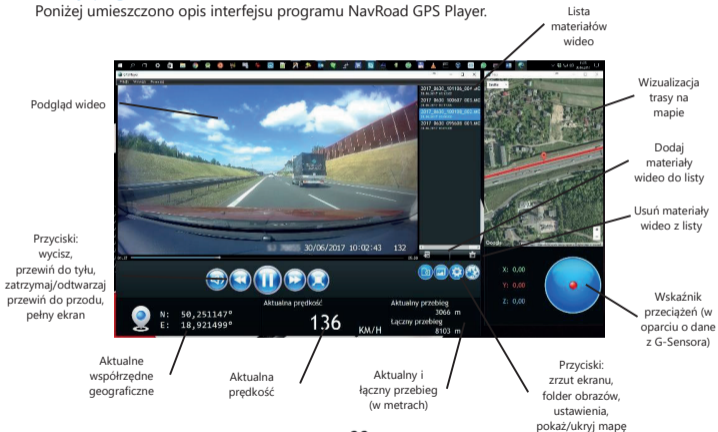 Poniżej umieszczono opis interfejsu programu NavRoad GPS Player.
Lista
materiałów
wideo
Podgląd wideo
Wizualizacja
trasy na
mapie
Dodaj
materiały
wideo do listy
Usuń materiały
wideo z listy
Przyciski:
wycisz,
przewiń do tyłu,
zatrzymaj/odtwarzaj
przewiń do przodu,
pełny ekran
30/06/2017 10:02:43 132
Google
X: 0,00
Y: 0,00
Z: 0,00
Wskaźnik
przeciążeń (w
oparciu o dane
z G-Sensora)
N: 50,251147°
E: 18,921499°
Aktualna prędkość
136 KM/H
Aktualny przebieg
3066 m
Łączny przebieg
8103 m
Aktualne
współrzędne
geograficzne
Aktualna
prędkość
Aktualny i
łączny przebieg
(w metrach)
Przyciski:
zrzut ekranu,
folder obrazów,
ustawienia,
pokaż/ukryj mapę